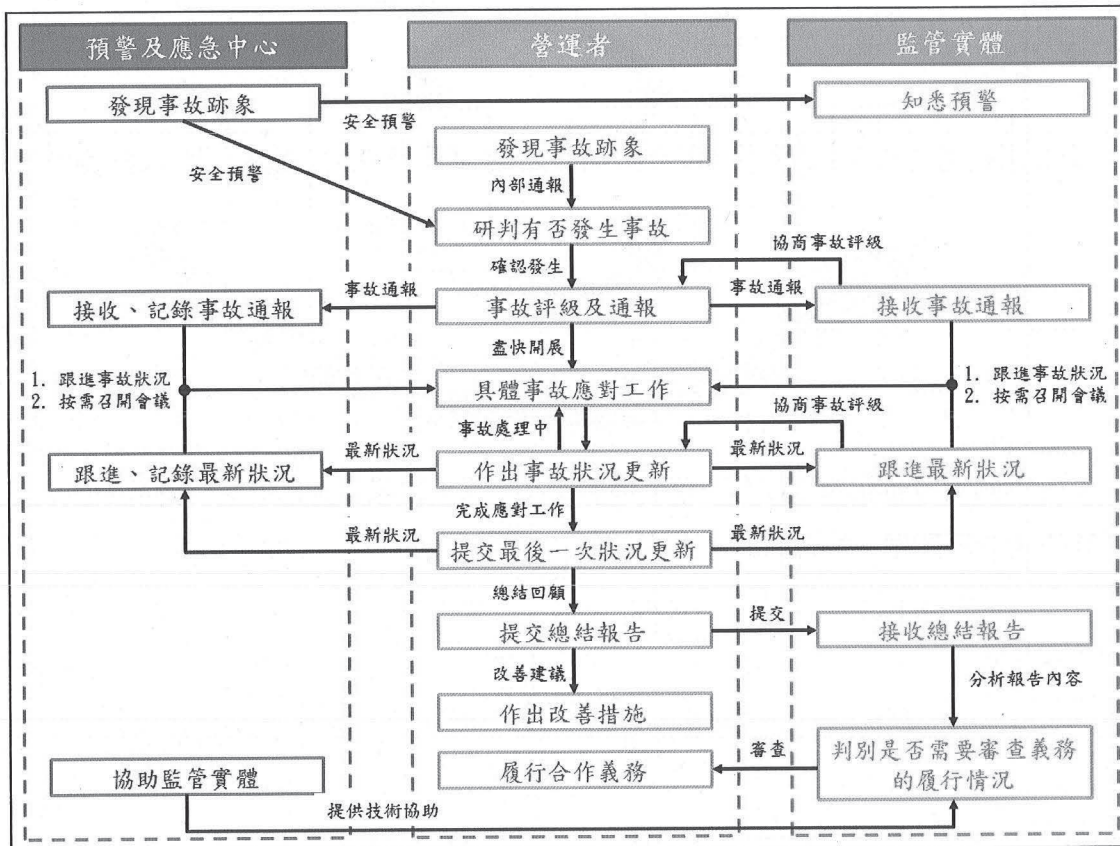 預警及應急中心
營運者
監管實體
發現事故跡象
知悉預警
安全預警
發現事故跡象
安全預警
內部通報
研判有否發生事故
協商事故評級
確認發生
事故通報
事故通報
接收、記錄事故通報
事故評級及通報
接收事故通報
盡快開展
1. 跟進事故狀況
2. 按需召開會議
具體事故應對工作
1. 跟進事故狀況
2. 按需召開會議
協商事故評級
事故處理中
最新狀況
最新狀況
跟進、記錄最新狀況
作出事故狀況更新
跟進最新狀況
完成應對工作
最新狀況
最新狀況
提交最後一次狀況更新
總結回顧
提交
提交總結報告
接收總結報告
改善建議
分析報告內容
作出改善措施
審查
判別是否需要審查義務
的履行情況
履行合作義務
協助監管實體
提供技術協助